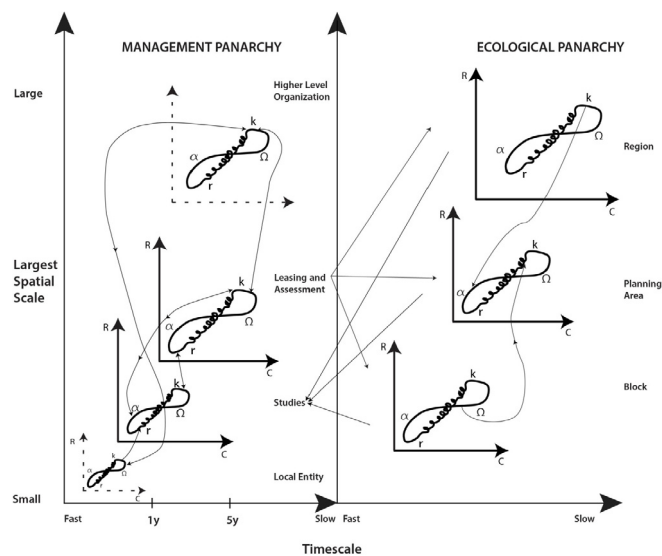 MANAGEMENT PANARCHY
ECOLOGICAL PANARCHY
Large
Largest
Spatial
Scale
Small
Higher Level
Organization
Leasing and
Assessment
Studies
Local Entity
Region
Planning
Area
Block
k
α
Ω
r
R
k
α
Ω
r
C
R
k
α
Ω
r
C
R
k
α
Ω
r
C
R
k
Ω
α
r
C
R
k
α
Ω
r
C
R
k
α
Ω
r
C
Fast
1y
5y
Slow
Fast
Slow
Timescale